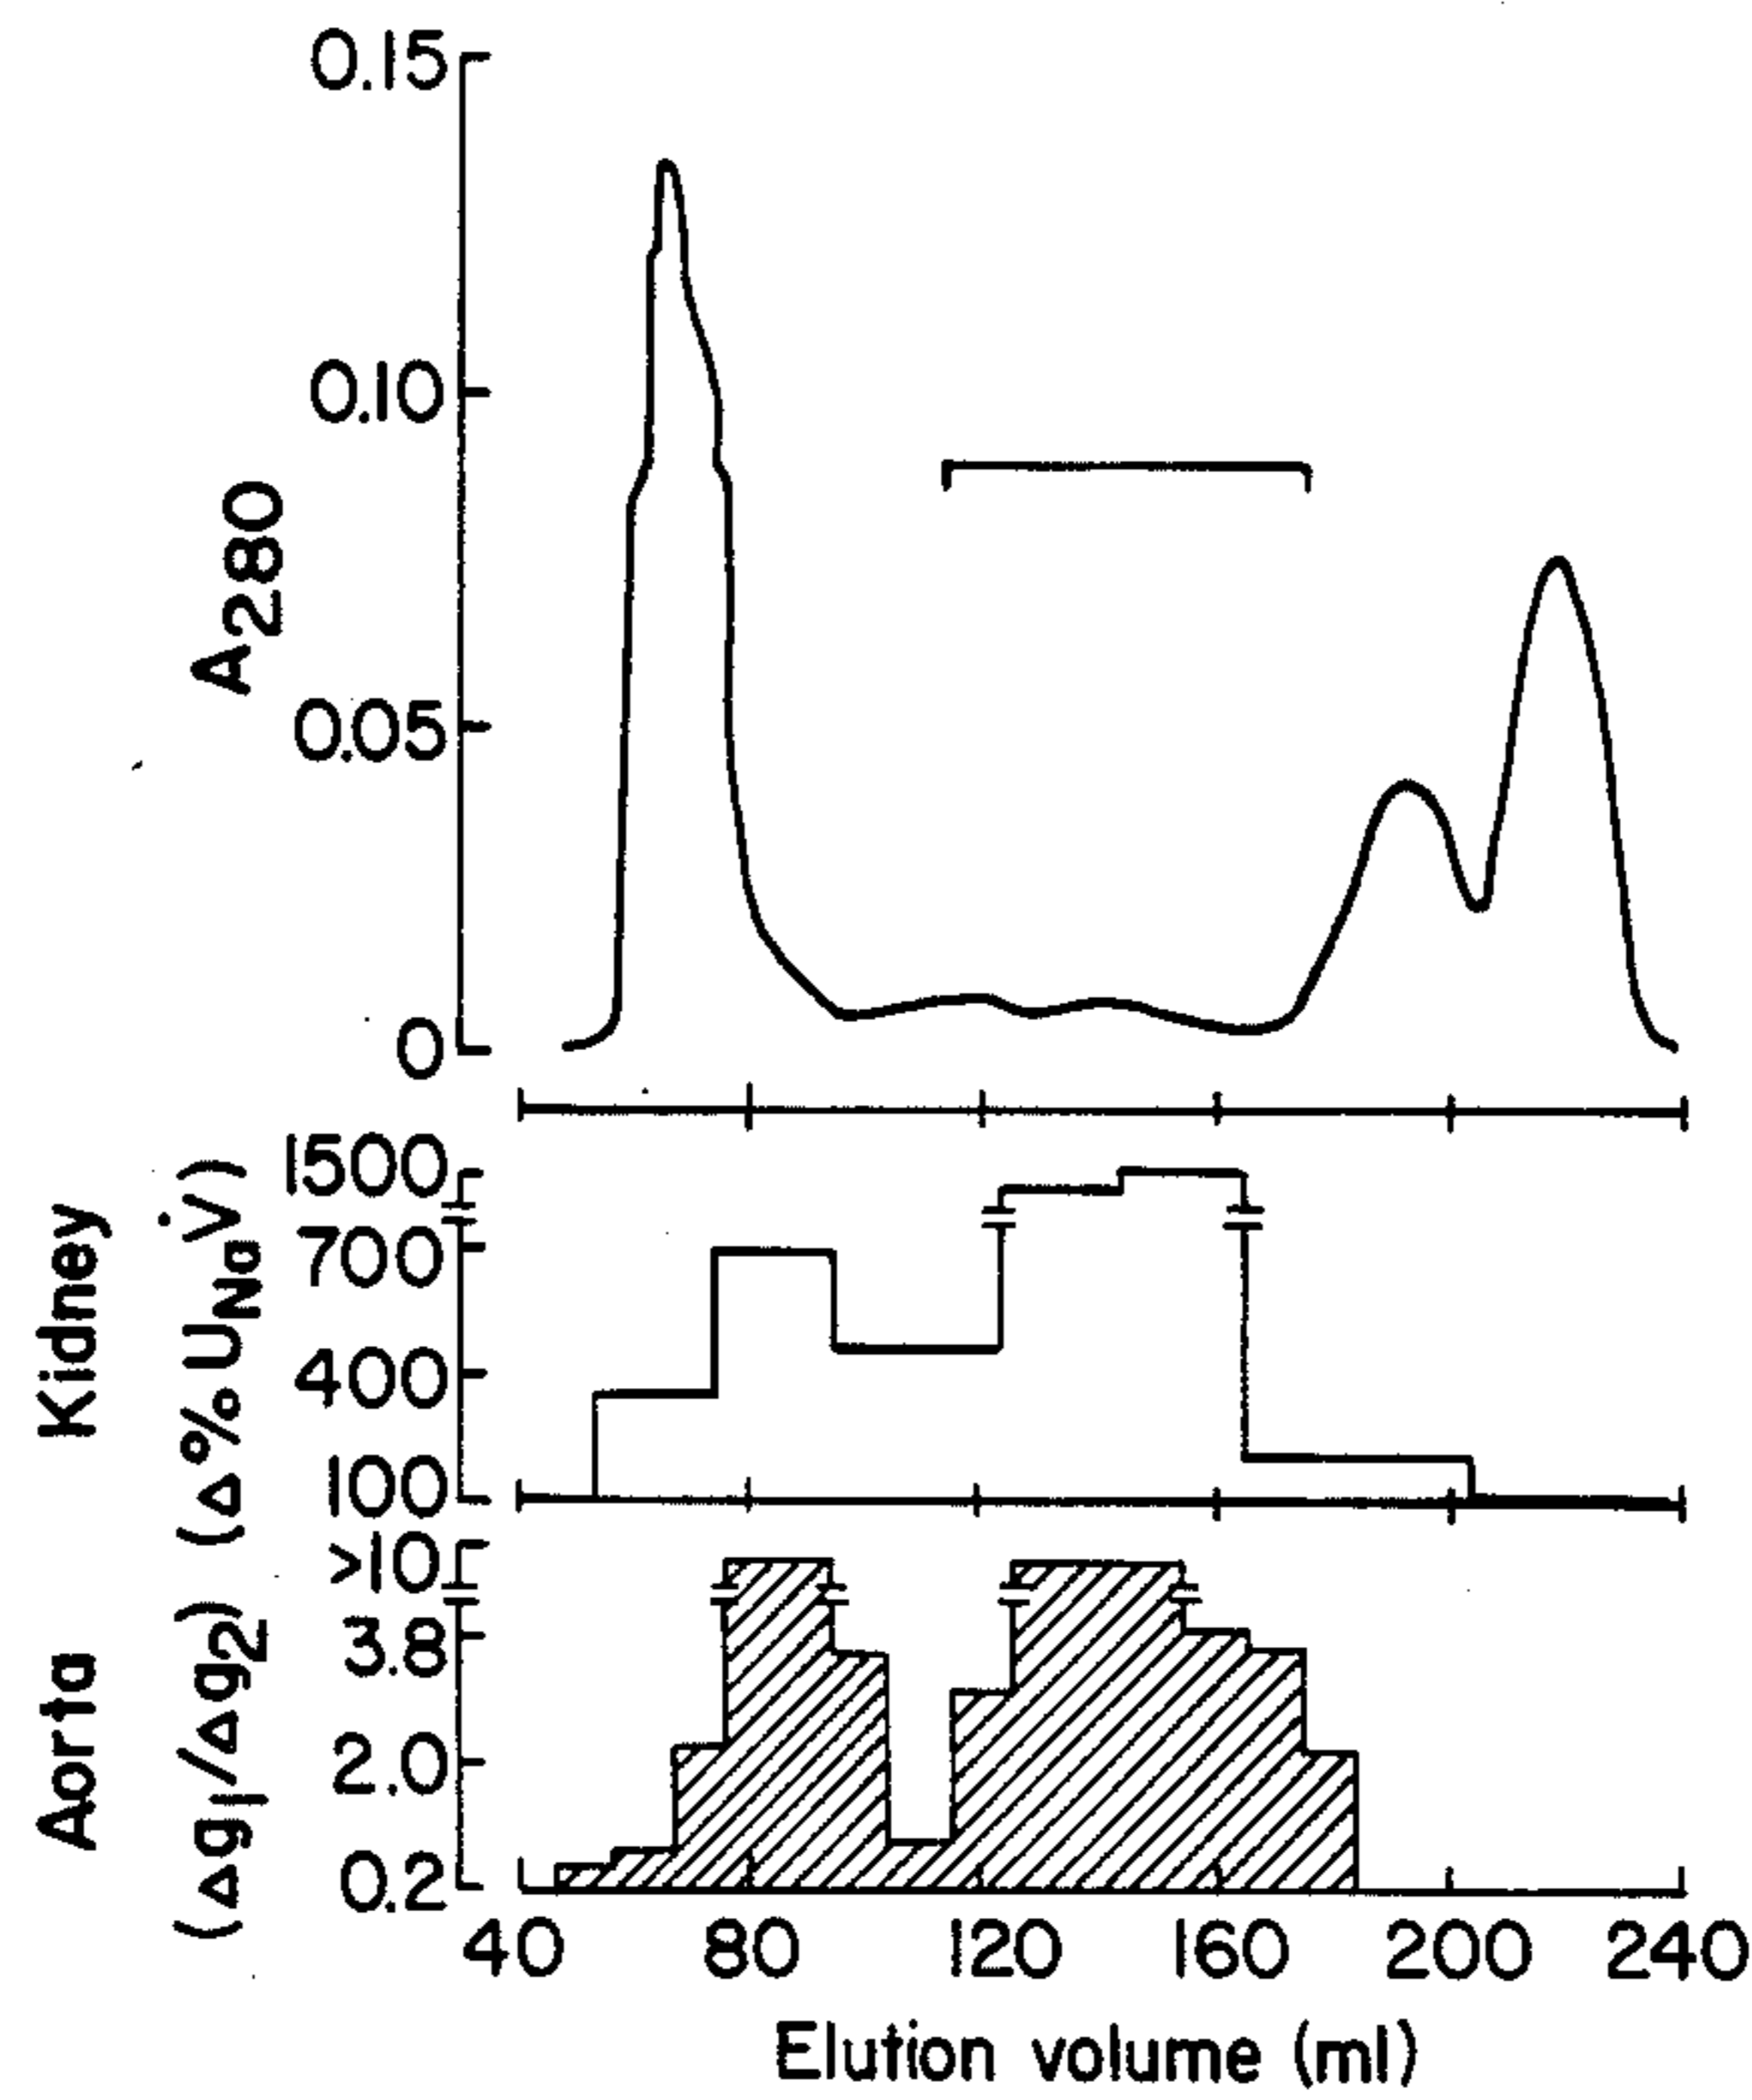 0.15
0.10
0.05
0
A280
1500
700
400
100
Kidney
(Δ% UNaV̇)
>10
3.8
2.0
0.2
Aorta
(Δg1/Δg2)
40 80 120 160 200 240
Elution volume (ml)